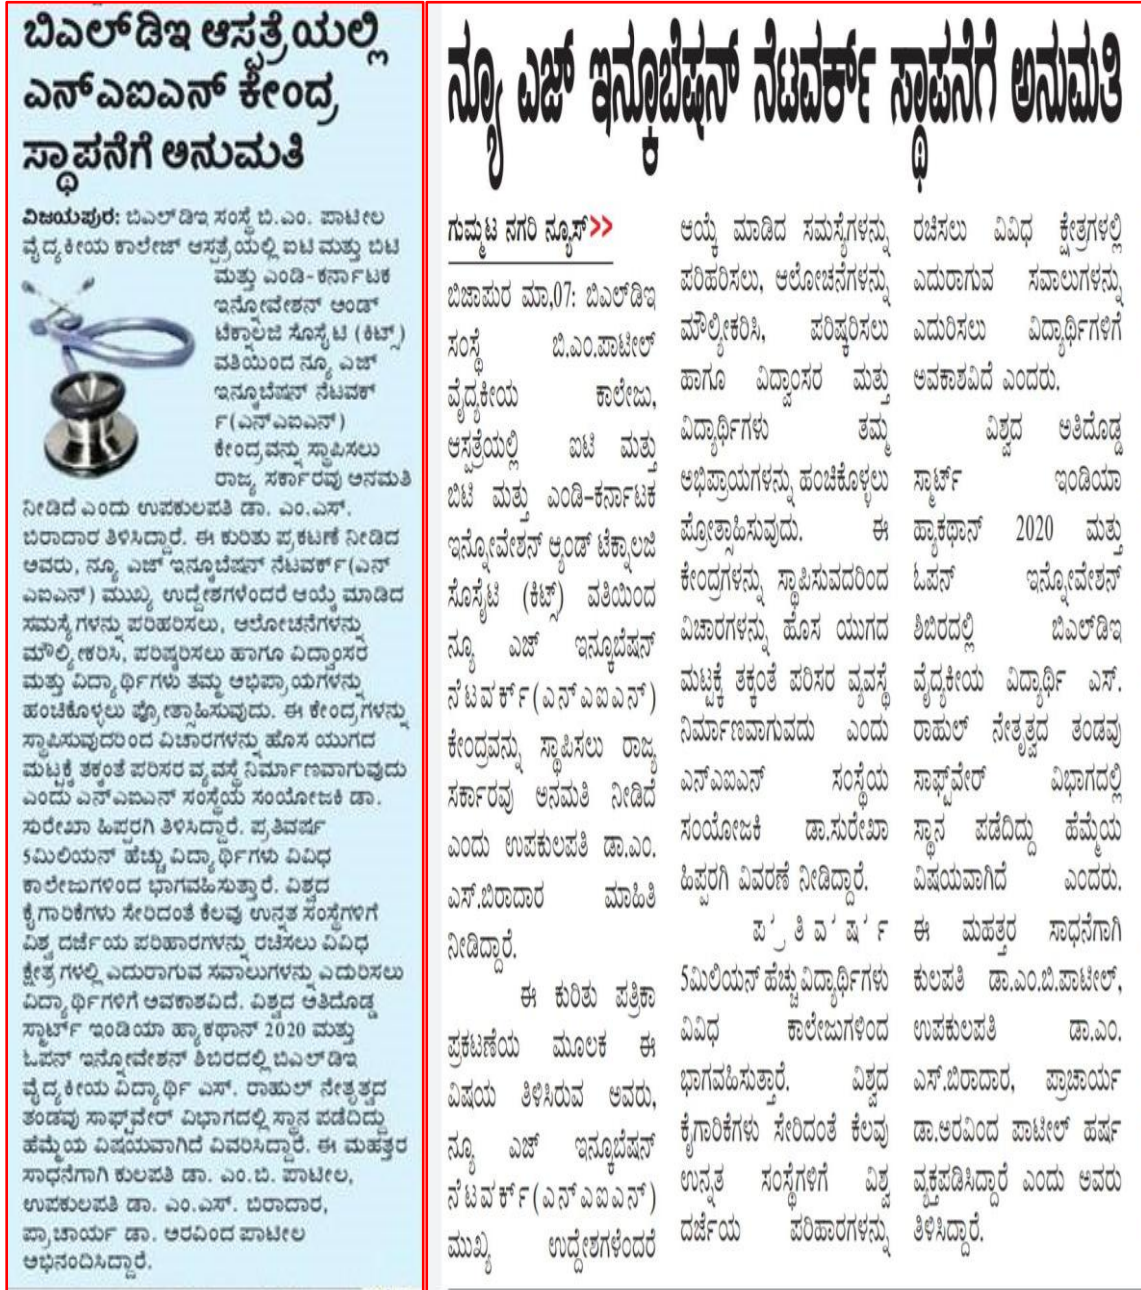 ಬಿಎಲ್‌ಡಿಇ ಆಸ್ಪತ್ರೆಯಲ್ಲಿ
ಎನ್‌ಎಐಎನ್ ಕೇಂದ್ರ
ಸ್ಥಾಪನೆಗೆ ಅನುಮತಿ
ವಿಜಯಪುರ: ಬಿಎಲ್‌ಡಿಇ ಸಂಸ್ಥೆ ಬಿ.ಎಂ. ಪಾಟೀಲ
ವೈದ್ಯಕೀಯ ಕಾಲೇಜ್ ಆಸ್ಪತ್ರೆಯಲ್ಲಿ ಐಟಿ ಮತ್ತು ಬಿಟಿ
ಮತ್ತು ಎಂಡಿ-ಕರ್ನಾಟಕ
ಇನ್ನೋವೇಶನ್ ಅಂಡ್
ಟೆಕ್ನಾಲಜಿ ಸೊಸೈಟಿ (ಕಿಟ್ಸ್)
ವತಿಯಿಂದ ನ್ಯೂ ಎಜ್
ಇನ್ಕೂಬೆಷನ್ ನೆಟವರ್ಕ್
್(ಎನ್‌ಎಐಎನ್)
ಕೇಂದ್ರವನ್ನು ಸ್ಥಾಪಿಸಲು
ರಾಜ್ಯ ಸರ್ಕಾರವು ಅನಮತಿ
ನೀಡಿದೆ ಎಂದು ಉಪಕುಲಪತಿ ಡಾ. ಎಂ.ಎಸ್.
ಬಿರಾದಾರ ತಿಳಿಸಿದ್ದಾರೆ. ಈ ಕುರಿತು ಪ್ರಕಟಣೆ ನೀಡಿದ
ಅವರು, ನ್ಯೂ ಎಜ್ ಇನ್ಕೂಬೆಷನ್ ನೆಟವರ್ಕ್(ಎನ್
ಎಐಎನ್) ಮುಖ್ಯ ಉದ್ದೇಶಗಳೆಂದರೆ ಆಯ್ಕೆ ಮಾಡಿದ
ಸಮಸ್ಯೆಗಳನ್ನು ಪರಿಹರಿಸಲು, ಆಲೋಚನೆಗಳನ್ನು
ಮೌಲ್ಯೀಕರಿಸಿ, ಪರಿಷ್ಕರಿಸಲು ಹಾಗೂ ವಿದ್ವಾಂಸರ
ಮತ್ತು ವಿದ್ಯಾರ್ಥಿಗಳು ತಮ್ಮ ಆಭಿಪ್ರಾಯಗಳನ್ನು
ಹಂಚಿಕೊಳ್ಳಲು ಪ್ರೋತ್ಸಾಹಿಸುವುದು. ಈ ಕೇಂದ್ರಗಳನ್ನು
ಸ್ಥಾಪಿಸುವುದರಿಂದ ವಿಚಾರಗಳನ್ನು ಹೊಸ ಯುಗದ
ಮಟ್ಟಕ್ಕೆ ತಕ್ಕಂತೆ ಪರಿಸರ ವ್ಯವಸ್ಥೆ ನಿರ್ಮಾಣವಾಗುವುದು
ಎಂದು ಎನ್‌ಎಐಎನ್ ಸಂಸ್ಥೆಯ ಸಂಯೋಜಕಿ ಡಾ.
ಸುರೇಖಾ ಹಿಪ್ಪರಗಿ ತಿಳಿಸಿದ್ದಾರೆ. ಪ್ರತಿವರ್ಷ
5ಮಿಲಿಯನ್ ಹೆಚ್ಚು ವಿದ್ಯಾರ್ಥಿಗಳು ವಿವಿಧ
ಕಾಲೇಜುಗಳಿಂದ ಭಾಗವಹಿಸುತ್ತಾರೆ. ವಿಶ್ವದ
ಕೈಗಾರಿಕೆಗಳು ಸೇರಿದಂತೆ ಕೆಲವು ಉನ್ನತ ಸಂಸ್ಥೆಗಳಿಗೆ
ವಿಶ್ವ ದರ್ಜೆಯ ಪರಿಹಾರಗಳನ್ನು ರಚಿಸಲು ವಿವಿಧ
ಕ್ಷೇತ್ರಗಳಲ್ಲಿ ಎದುರಾಗುವ ಸವಾಲುಗಳನ್ನು ಎದುರಿಸಲು
ವಿದ್ಯಾರ್ಥಿಗಳಿಗೆ ಅವಕಾಶವಿದೆ. ವಿಶ್ವದ ಅತಿದೊಡ್ಡ
ಸ್ಮಾರ್ಟ್ ಇಂಡಿಯಾ ಹ್ಯಾಕಥಾನ್ 2020 ಮತ್ತು
ಓಪನ್ ಇನ್ನೋವೇಶನ್ ಶಿಬಿರದಲ್ಲಿ ಬಿಎಲ್‌ಡಿಇ
ವೈದ್ಯಕೀಯ ವಿದ್ಯಾರ್ಥಿ ಎಸ್. ರಾಹುಲ್ ನೇತೃತ್ವದ
ತಂಡವು ಸಾಫ್ಟ್‌ವೇರ್ ವಿಭಾಗದಲ್ಲಿ ಸ್ಥಾನ ಪಡೆದಿದ್ದು
ಹೆಮ್ಮೆಯ ವಿಷಯವಾಗಿದೆ ವಿವರಿಸಿದ್ದಾರೆ. ಈ ಮಹತ್ತರ
ಸಾಧನೆಗಾಗಿ ಕುಲಪತಿ ಡಾ. ಎಂ.ಬಿ. ಪಾಟೀಲ,
ಉಪಕುಲಪತಿ ಡಾ. ಎಂ.ಎಸ್. ಬಿರಾದಾರ,
ಪ್ರಾಚಾರ್ಯ ಡಾ. ಅರವಿಂದ ಪಾಟೀಲ
ಅಭಿನಂದಿಸಿದ್ದಾರೆ.
ನ್ಯೂ ಎಜ್ ಇನ್ಕೂಬೆಷನ್ ನೆಟವರ್ಕ್ ಸ್ಥಾಪನೆಗೆ ಅನುಮತಿ
ಗುಮ್ಮಟ ನಗರಿ ನ್ಯೂಸ್>>
ಬಿಜಾಪುರ ಮಾ,07: ಬಿಎಲ್‌ಡಿಇ
ಸಂಸ್ಥೆ ಬಿ.ಎಂ.ಪಾಟೀಲ್
ವೈದ್ಯಕೀಯ ಕಾಲೇಜು,
ಆಸ್ಪತ್ರೆಯಲ್ಲಿ ಐಟಿ ಮತ್ತು
ಬಿಟಿ ಮತ್ತು ಎಂಡಿ-ಕರ್ನಾಟಕ
ಇನ್ನೋವೇಶನ್ ಆ್ಯಂಡ್ ಟೆಕ್ನಾಲಜಿ
ಸೊಸೈಟಿ (ಕಿಟ್ಸ್) ವತಿಯಿಂದ
ನ್ಯೂ ಎಜ್ ಇನ್ಕೂಬೆಷನ್
ನೆಟವರ್ಕ್(ಎನ್‌ಎಐಎನ್)
ಕೇಂದ್ರವನ್ನು ಸ್ಥಾಪಿಸಲು ರಾಜ್ಯ
ಸರ್ಕಾರವು ಅನಮತಿ ನೀಡಿದೆ
ಎಂದು ಉಪಕುಲಪತಿ ಡಾ.ಎಂ.
ಎಸ್.ಬಿರಾದಾರ ಮಾಹಿತಿ
ನೀಡಿದ್ದಾರೆ.
ಈ ಕುರಿತು ಪತ್ರಿಕಾ
ಪ್ರಕಟಣೆಯ ಮೂಲಕ ಈ
ವಿಷಯ ತಿಳಿಸಿರುವ ಅವರು,
ನ್ಯೂ ಎಜ್ ಇನ್ಕೂಬೆಷನ್
ನೆಟವರ್ಕ್(ಎನ್‌ಎಐಎನ್)
ಮುಖ್ಯ ಉದ್ದೇಶಗಳೆಂದರೆ
ಆಯ್ಕೆ ಮಾಡಿದ ಸಮಸ್ಯೆಗಳನ್ನು
ಪರಿಹರಿಸಲು, ಆಲೋಚನೆಗಳನ್ನು
ಮೌಲ್ಯೀಕರಿಸಿ, ಪರಿಷ್ಕರಿಸಲು
ಹಾಗೂ ವಿದ್ವಾಂಸರ ಮತ್ತು
ವಿದ್ಯಾರ್ಥಿಗಳು ತಮ್ಮ
ಅಭಿಪ್ರಾಯಗಳನ್ನು ಹಂಚಿಕೊಳ್ಳಲು
ಪ್ರೋತ್ಸಾಹಿಸುವುದು. ಈ
ಕೇಂದ್ರಗಳನ್ನು ಸ್ಥಾಪಿಸುವದರಿಂದ
ವಿಚಾರಗಳನ್ನು ಹೊಸ ಯುಗದ
ಮಟ್ಟಕ್ಕೆ ತಕ್ಕಂತೆ ಪರಿಸರ ವ್ಯವಸ್ಥೆ
ನಿರ್ಮಾಣವಾಗುವದು ಎಂದು
ಎನ್‌ಎಐಎನ್ ಸಂಸ್ಥೆಯ
ಸಂಯೋಜಕಿ ಡಾ.ಸುರೇಖಾ
ಹಿಪ್ಪರಗಿ ವಿವರಣೆ ನೀಡಿದ್ದಾರೆ.
ಪ್ರತಿವರ್ಷ
5ಮಿಲಿಯನ್ ಹೆಚ್ಚು ವಿದ್ಯಾರ್ಥಿಗಳು
ವಿವಿಧ ಕಾಲೇಜುಗಳಿಂದ
ಭಾಗವಹಿಸುತ್ತಾರೆ. ವಿಶ್ವದ
ಕೈಗಾರಿಕೆಗಳು ಸೇರಿದಂತೆ ಕೆಲವು
ಉನ್ನತ ಸಂಸ್ಥೆಗಳಿಗೆ ವಿಶ್ವ
ದರ್ಜೆಯ ಪರಿಹಾರಗಳನ್ನು
ರಚಿಸಲು ವಿವಿಧ ಕ್ಷೇತ್ರಗಳಲ್ಲಿ
ಎದುರಾಗುವ ಸವಾಲುಗಳನ್ನು
ಎದುರಿಸಲು ವಿದ್ಯಾರ್ಥಿಗಳಿಗೆ
ಅವಕಾಶವಿದೆ ಎಂದರು.
ವಿಶ್ವದ ಅತಿದೊಡ್ಡ
ಸ್ಮಾರ್ಟ್ ಇಂಡಿಯಾ
ಹ್ಯಾಕಥಾನ್ 2020 ಮತ್ತು
ಓಪನ್ ಇನ್ನೋವೇಶನ್
ಶಿಬಿರದಲ್ಲಿ ಬಿಎಲ್‌ಡಿಇ
ವೈದ್ಯಕೀಯ ವಿದ್ಯಾರ್ಥಿ ಎಸ್.
ರಾಹುಲ್ ನೇತೃತ್ವದ ತಂಡವು
ಸಾಫ್ಟ್‌ವೇರ್ ವಿಭಾಗದಲ್ಲಿ
ಸ್ಥಾನ ಪಡೆದಿದ್ದು ಹೆಮ್ಮೆಯ
ವಿಷಯವಾಗಿದೆ ಎಂದರು.
ಈ ಮಹತ್ತರ ಸಾಧನೆಗಾಗಿ
ಕುಲಪತಿ ಡಾ.ಎಂ.ಬಿ.ಪಾಟೀಲ್,
ಉಪಕುಲಪತಿ ಡಾ.ಎಂ.
ಎಸ್.ಬಿರಾದಾರ, ಪ್ರಾಚಾರ್ಯ
ಡಾ.ಅರವಿಂದ ಪಾಟೀಲ್ ಹರ್ಷ
ವ್ಯಕ್ತಪಡಿಸಿದ್ದಾರೆ ಎಂದು ಅವರು
ತಿಳಿಸಿದ್ದಾರೆ.